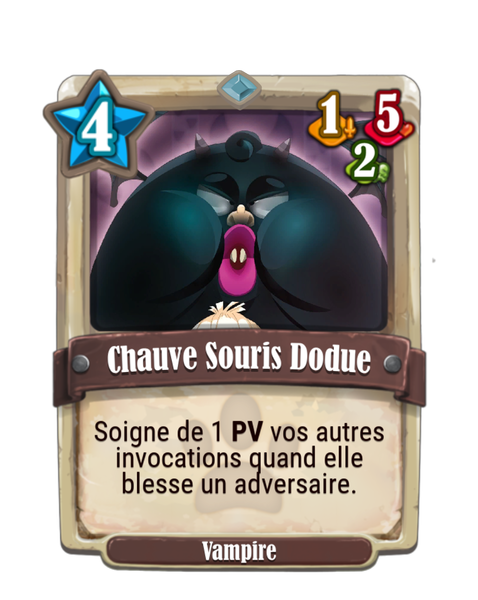 4
1
5
2
Chauve Souris Dodue
Soigne de 1 PV vos autres
invocations quand elle
blesse un adversaire.
Vampire